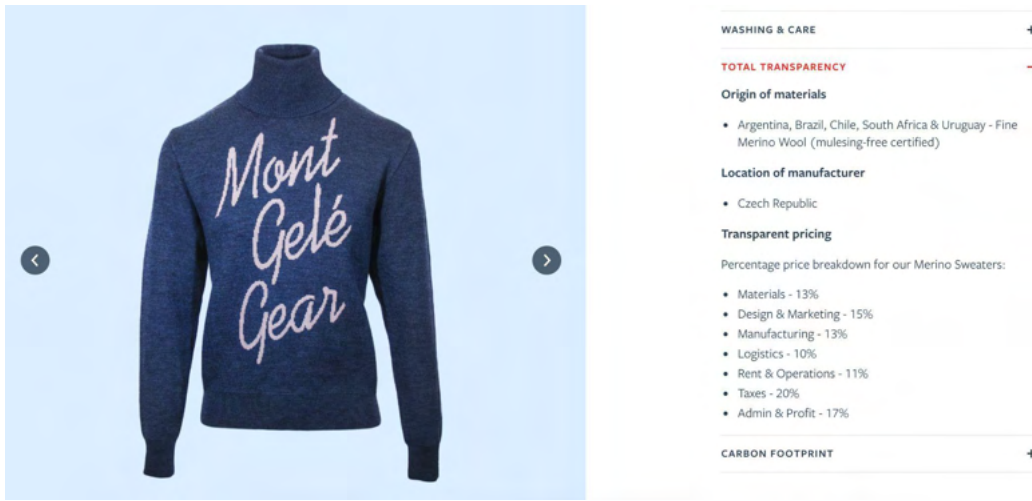 Mont
Gelé
Gear
WASHING & CARE
TOTAL TRANSPARENCY
Origin of materials
• Argentina, Brazil, Chile, South Africa & Uruguay - Fine
Merino Wool (mulesing-free certified)
Location of manufacturer
• Czech Republic
Transparent pricing
Percentage price breakdown for our Merino Sweaters:
• Materials - 13%
• Design & Marketing - 15%
• Manufacturing - 13%
• Logistics - 10%
• Rent & Operations - 11%
• Taxes - 20%
• Admin & Profit - 17%
CARBON FOOTPRINT